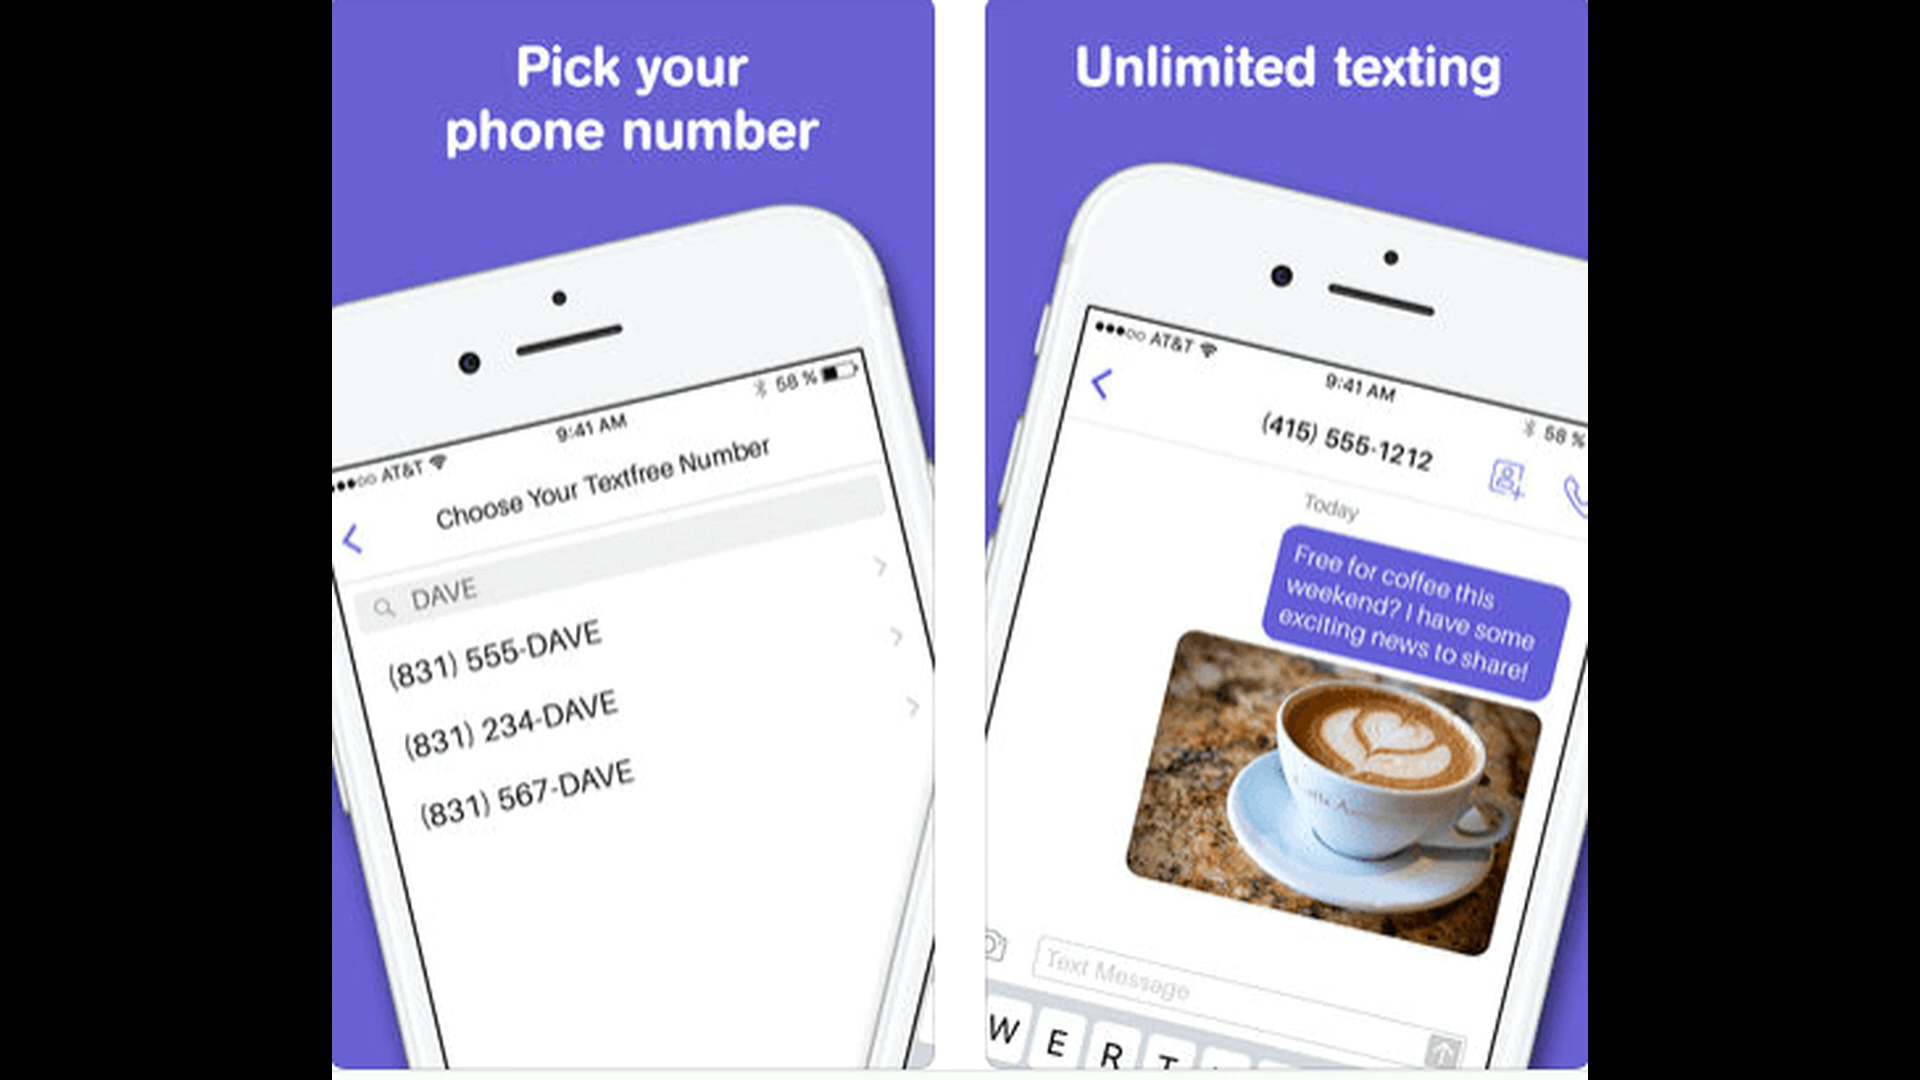 Pick your
phone number
AT&T
9:41 AM
58 %
Choose Your Textfree Number
DAVE
(831) 555-DAVE
(831) 234-DAVE
(831) 567-DAVE
Unlimited texting
AT&T
9:41 AM
58 %
(415) 555-1212
Today
Free for coffee this
weekend? I have some
exciting news to share!
Text Message
W E R T